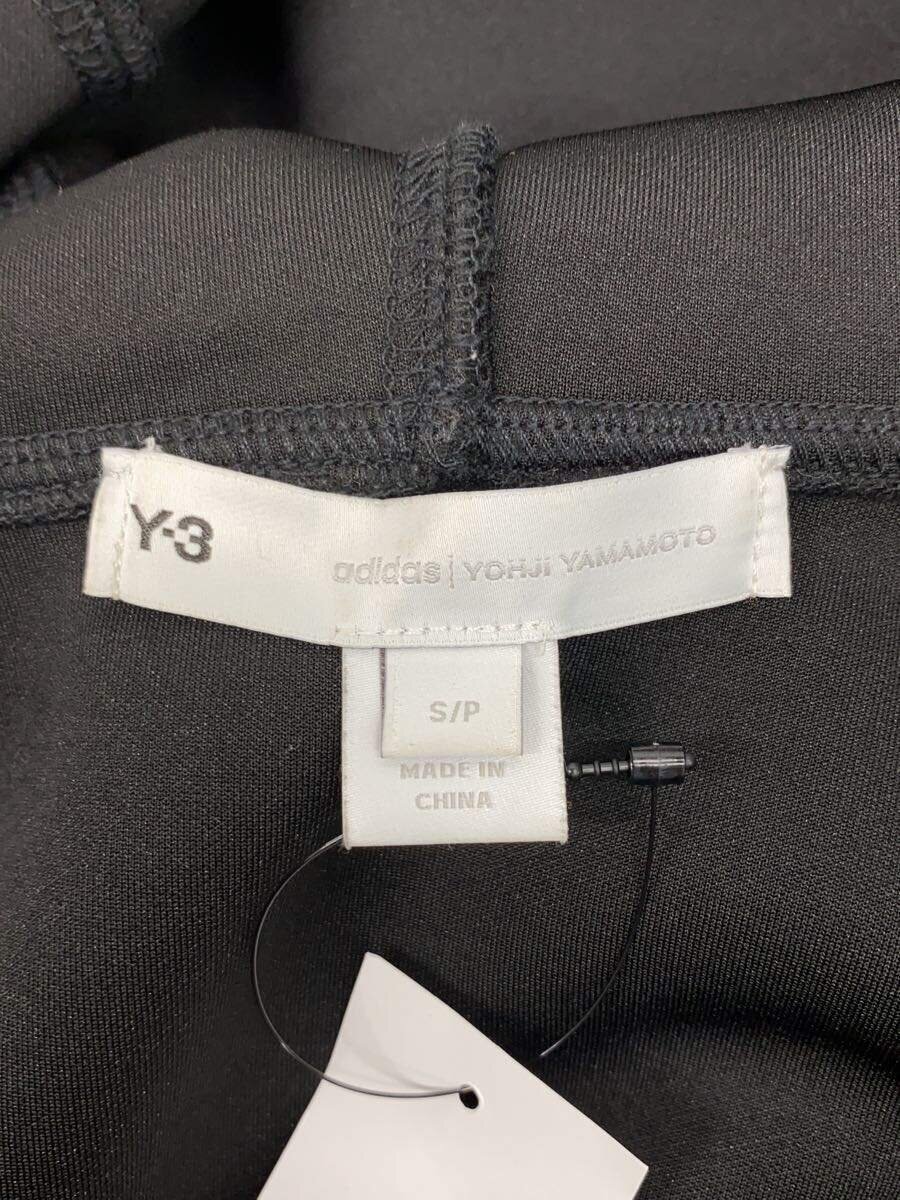 Y-3
adidas | YOHJI YAMAMOTO
S/P
MADE IN
CHINA